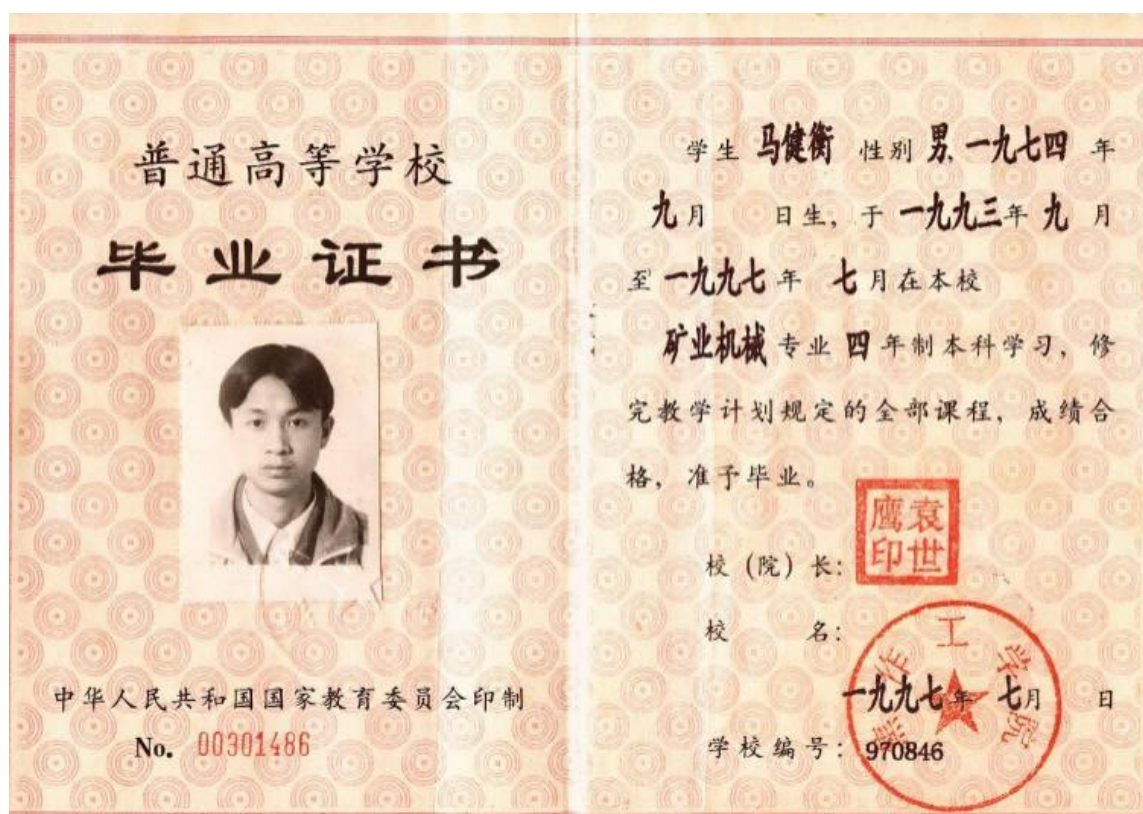 普通高等学校
毕业证书
中华人民共和国国家教育委员会印制
No. 00301486
学生 马健衡 性别 男, 一九七四 年
九月 日生, 于 一九九三年 九 月
至 一九九七 年 七月在本校
矿业机械 专业 四 年制本科学习, 修
完教学计划规定的全部课程, 成绩合
格, 准予毕业。
校(院)长: 袁世鹰印
校 名: 焦作工学院
一九九七年 七月 日
学校编号: 970846